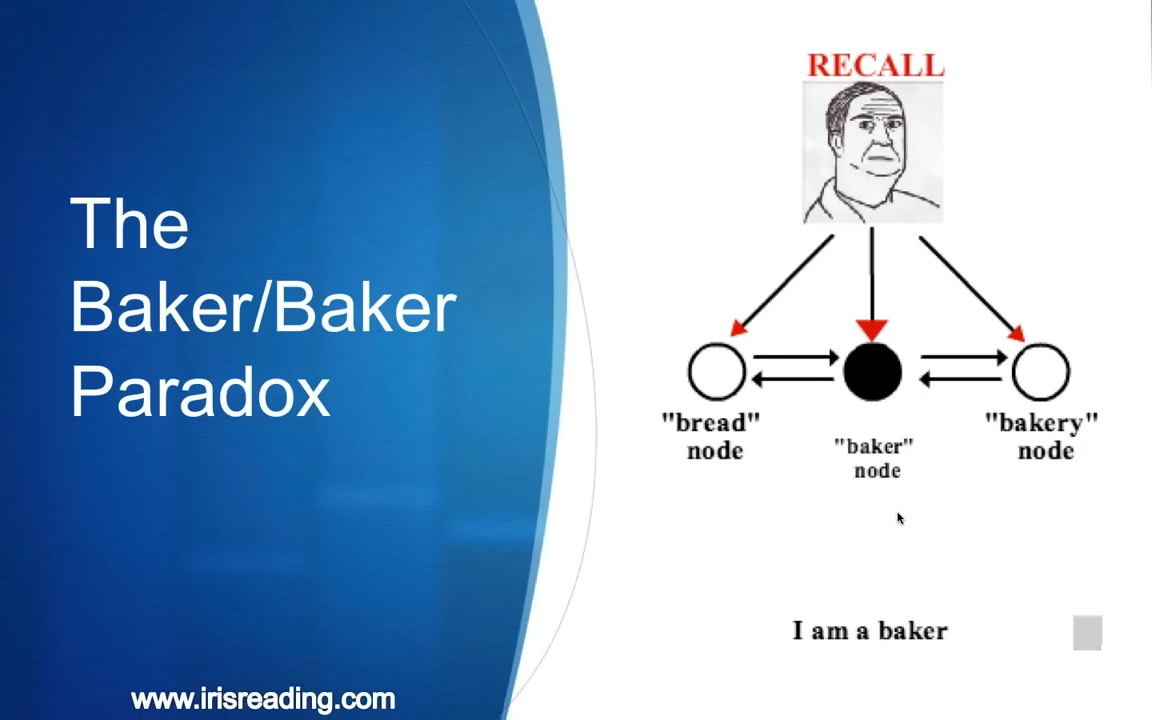 The
Baker/Baker
Paradox
www.irisreading.com
RECALL
"bread"
node
"baker"
node
"bakery"
node
I am a baker